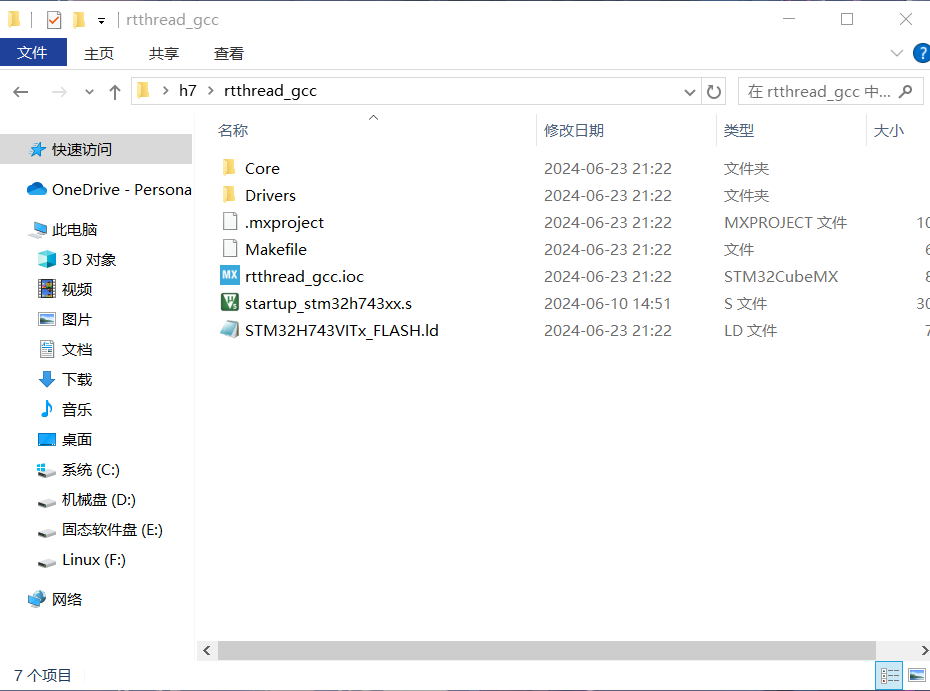 rtthread_gcc
文件 主页 共享 查看
h7 rtthread_gcc 在 rtthread_gcc 中...
名称 修改日期 类型 大小
快速访问
OneDrive - Persona
此电脑
3D 对象
视频
图片
文档
下载
音乐
桌面
系统 (C:)
机械盘 (D:)
固态软件盘 (E:)
Linux (F:)
网络
Core 2024-06-23 21:22 文件夹
Drivers 2024-06-23 21:22 文件夹
.mxproject 2024-06-23 21:22 MXPROJECT 文件 10
Makefile 2024-06-23 21:22 文件 6
MX rtthread_gcc.ioc 2024-06-23 21:22 STM32CubeMX 8
startup_stm32h743xx.s 2024-06-10 14:51 S 文件 30
STM32H743VITx_FLASH.ld 2024-06-23 21:22 LD 文件 7
7 个项目